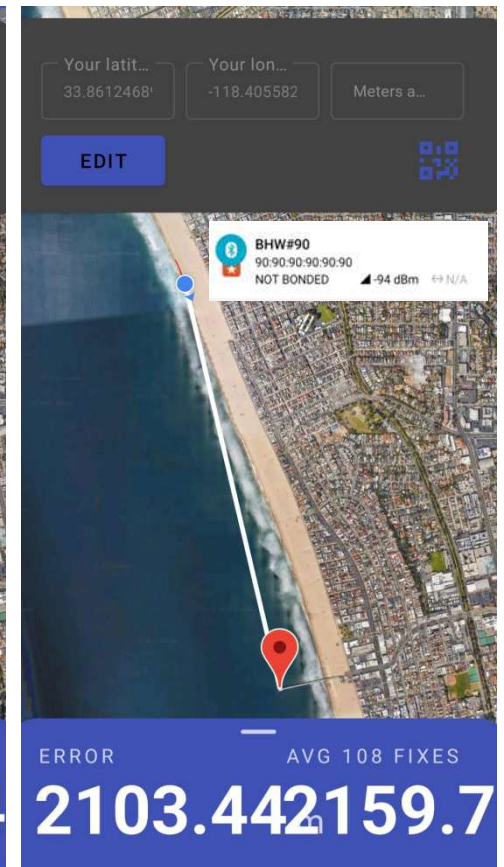 Your latit... Your lon...
33.8612468 -118.405582 Meters a...
EDIT
BHW#90
90:90:90:90:90:90
NOT BONDED -94 dBm N/A
ERROR AVG 108 FIXES
2103.44 m 2159.7